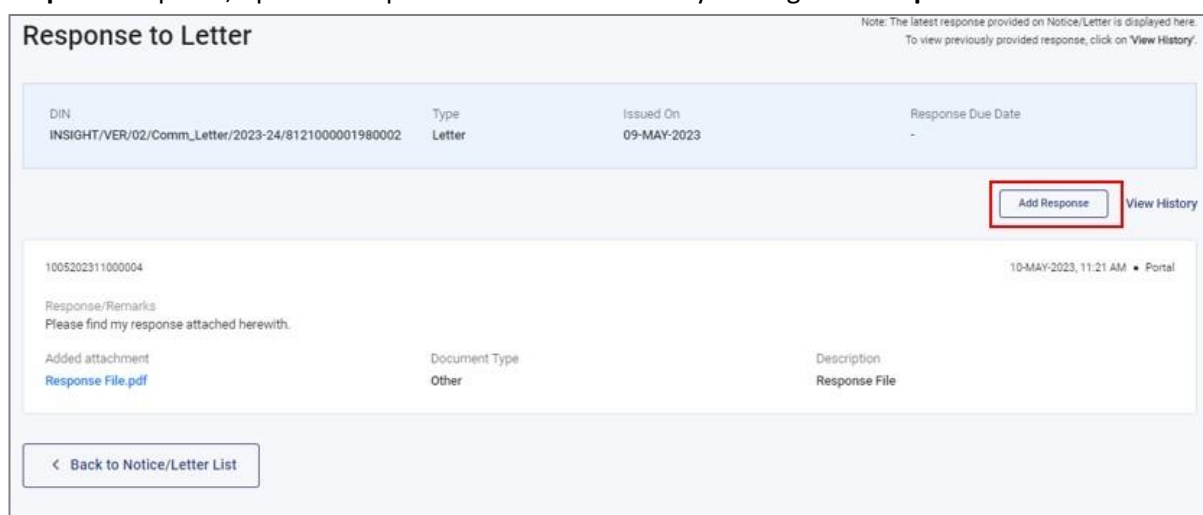 Response to Letter
Note: The latest response provided on Notice/Letter is displayed here.
To view previously provided response, click on 'View History'.
DIN Type Issued On Response Due Date
INSIGHT/VER/02/Comm_Letter/2023-24/8121000001980002 Letter 09-MAY-2023 -
Add Response View History
1005202311000004 10-MAY-2023, 11:21 AM • Portal
Response/Remarks
Please find my response attached herewith.
Added attachment Document Type Description
Response File.pdf Other Response File
< Back to Notice/Letter List